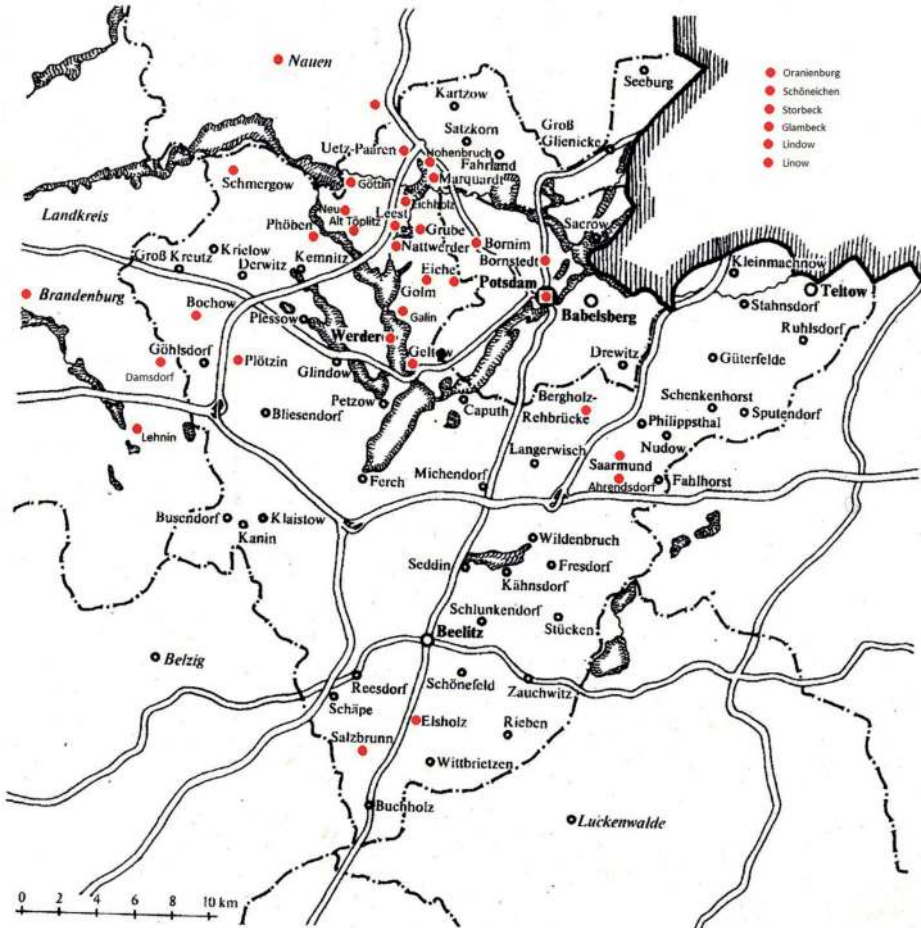 Nauen
Seeburg
Oranienburg
Schöneichen
Storbeck
Glambeck
Lindow
Linow
Kartzow
Satzkorn
Groß
Glienicke
Uetz-Paaren
Hohenbruch
Fahrland
Marquardt
Schmergow
Göttin
Eichholz
Landkreis
Neu
Leest
Alt Töplitz
Phöben
Grube
Bornim
Sacrow
Krielow
Nattwerder
Bornstedt
Groß Kreutz
Derwitz
Kemnitz
Eiche
Kleinmachnow
Golm
Potsdam
Teltow
Brandenburg
Bochow
Galin
Babelsberg
Stahnsdorf
Plessow
Werder
Ruhlsdorf
Göhlsdorf
Plötzin
Glindow
Geltow
Drewitz
Güterfelde
Damsdorf
Petzow
Caputh
Bergholz-
Rehbrücke
Schenkenhorst
Bliesendorf
Philippsthal
Sputendorf
Lehnin
Nudow
Langerwisch
Saarmund
Ferch
Michendorf
Ahrendsdorf
Fahlhorst
Busendorf
Klaistow
Kanin
Wildenbruch
Seddin
Fresdorf
Kähnsdorf
Schlunkendorf
Stücken
Beelitz
Belzig
Reesdorf
Schönefeld
Zauchwitz
Schäpe
Elsholz
Rieben
Salzbrunn
Wittbrietzen
Buchholz
Luckenwalde
0 2 4 6 8 10 km